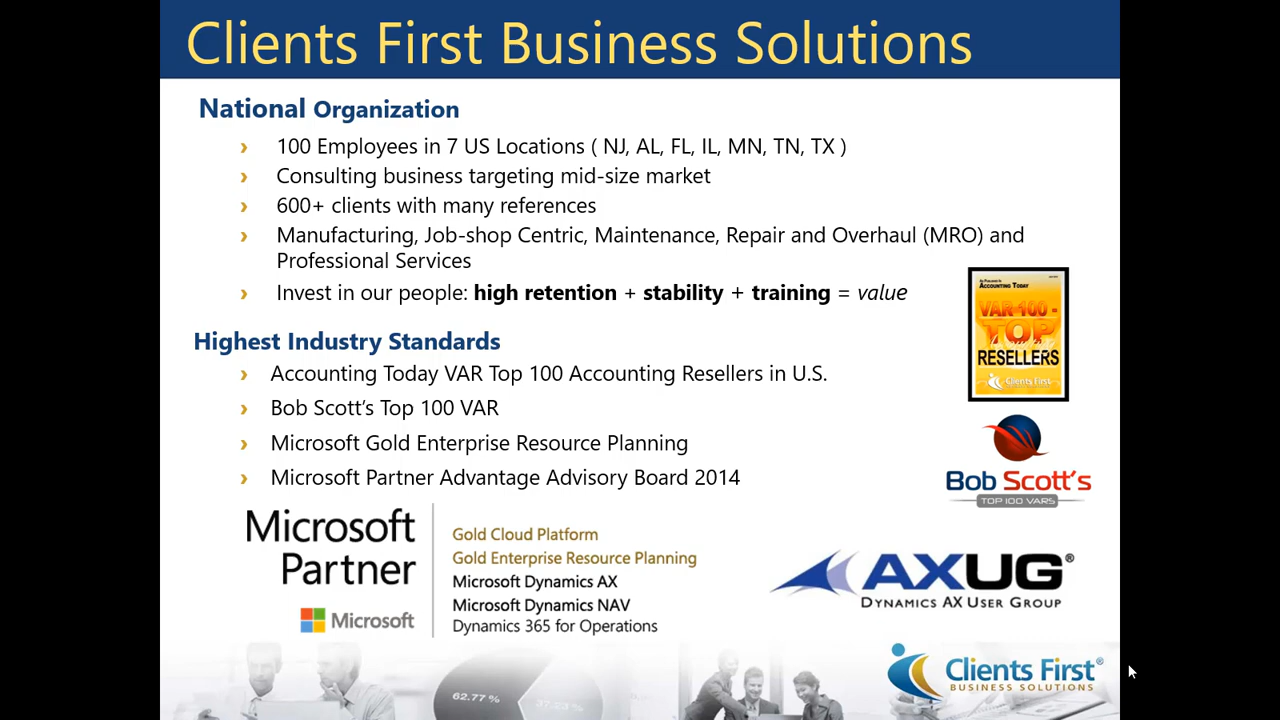 Clients First Business Solutions
National Organization
› 100 Employees in 7 US Locations ( NJ, AL, FL, IL, MN, TN, TX )
› Consulting business targeting mid-size market
› 600+ clients with many references
› Manufacturing, Job-shop Centric, Maintenance, Repair and Overhaul (MRO) and
Professional Services
› Invest in our people: high retention + stability + training = value
Highest Industry Standards
› Accounting Today VAR Top 100 Accounting Resellers in U.S.
› Bob Scott’s Top 100 VAR
› Microsoft Gold Enterprise Resource Planning
› Microsoft Partner Advantage Advisory Board 2014
ACCOUNTING TODAY
VAR 100 -
TOP
RESELLERS
Clients First
Bob Scott's
TOP 100 VARS
Microsoft
Partner
Microsoft
Gold Cloud Platform
Gold Enterprise Resource Planning
Microsoft Dynamics AX
Microsoft Dynamics NAV
Dynamics 365 for Operations
AXUG®
DYNAMICS AX USER GROUP
62.77 %
37.23 %
Clients First®
BUSINESS SOLUTIONS